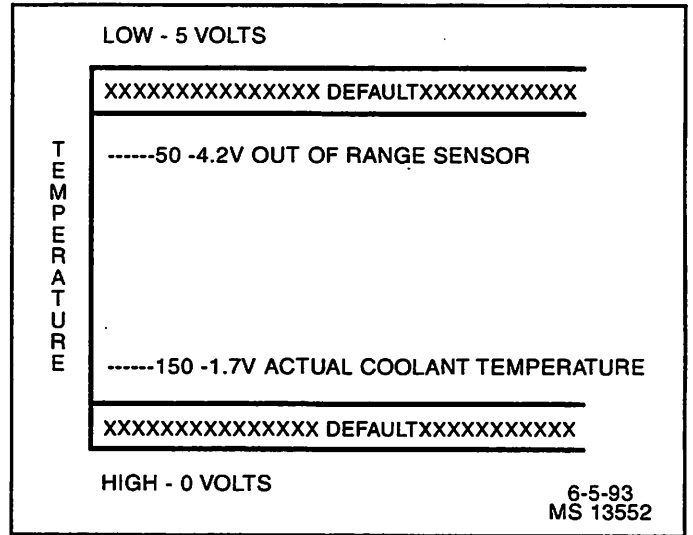 LOW - 5 VOLTS
XXXXXXXXXXXXXXX DEFAULTXXXXXXXXXXX
TEMPERATURE
------50 -4.2V OUT OF RANGE SENSOR
------150 -1.7V ACTUAL COOLANT TEMPERATURE
XXXXXXXXXXXXXXX DEFAULTXXXXXXXXXXX
HIGH - 0 VOLTS
6-5-93
MS 13552